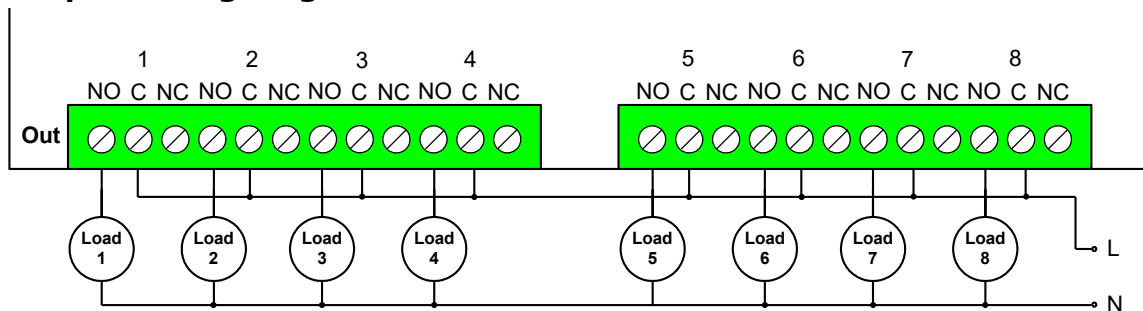 1 2 3 4 5 6 7 8
NO C NC NO C NC NO C NC NO C NC NO C NC NO C NC NO C NC NO C NC
Out
Load 1 Load 2 Load 3 Load 4 Load 5 Load 6 Load 7 Load 8
L
N